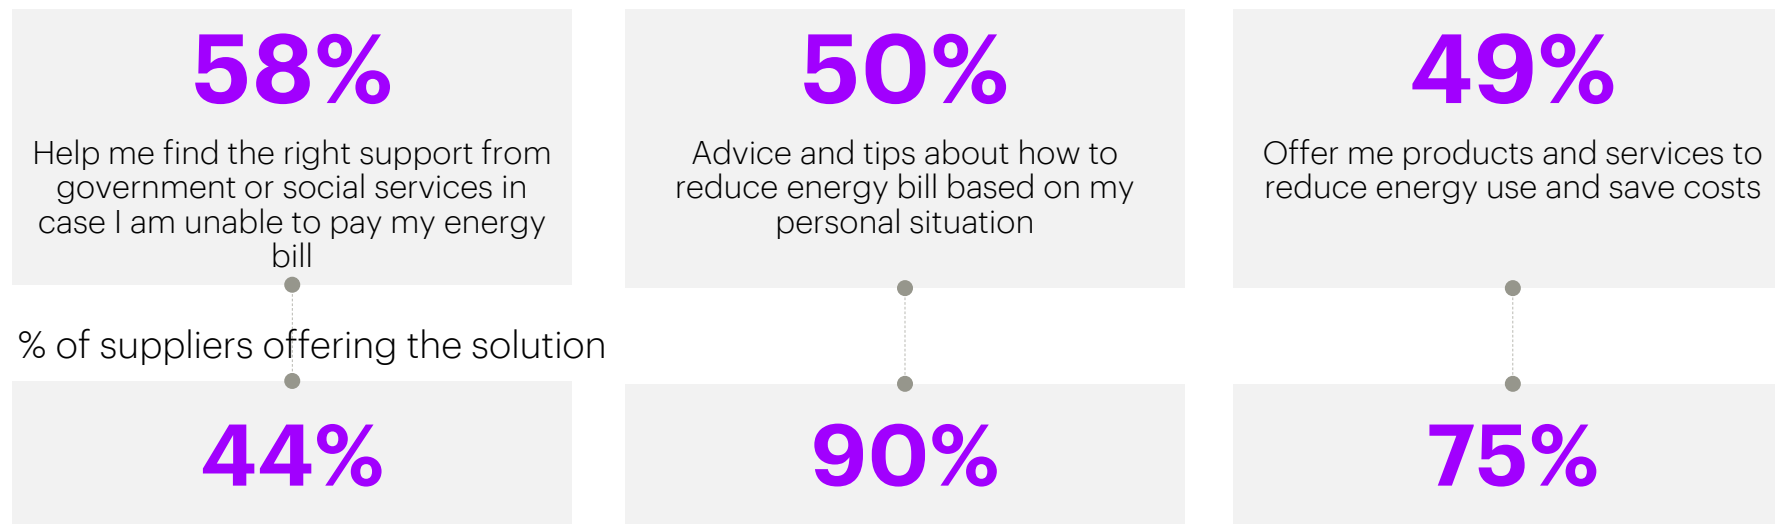 58%
Help me find the right support from
government or social services in
case I am unable to pay my energy
bill
50%
Advice and tips about how to
reduce energy bill based on my
personal situation
49%
Offer me products and services to
reduce energy use and save costs
% of suppliers offering the solution
44%
90%
75%